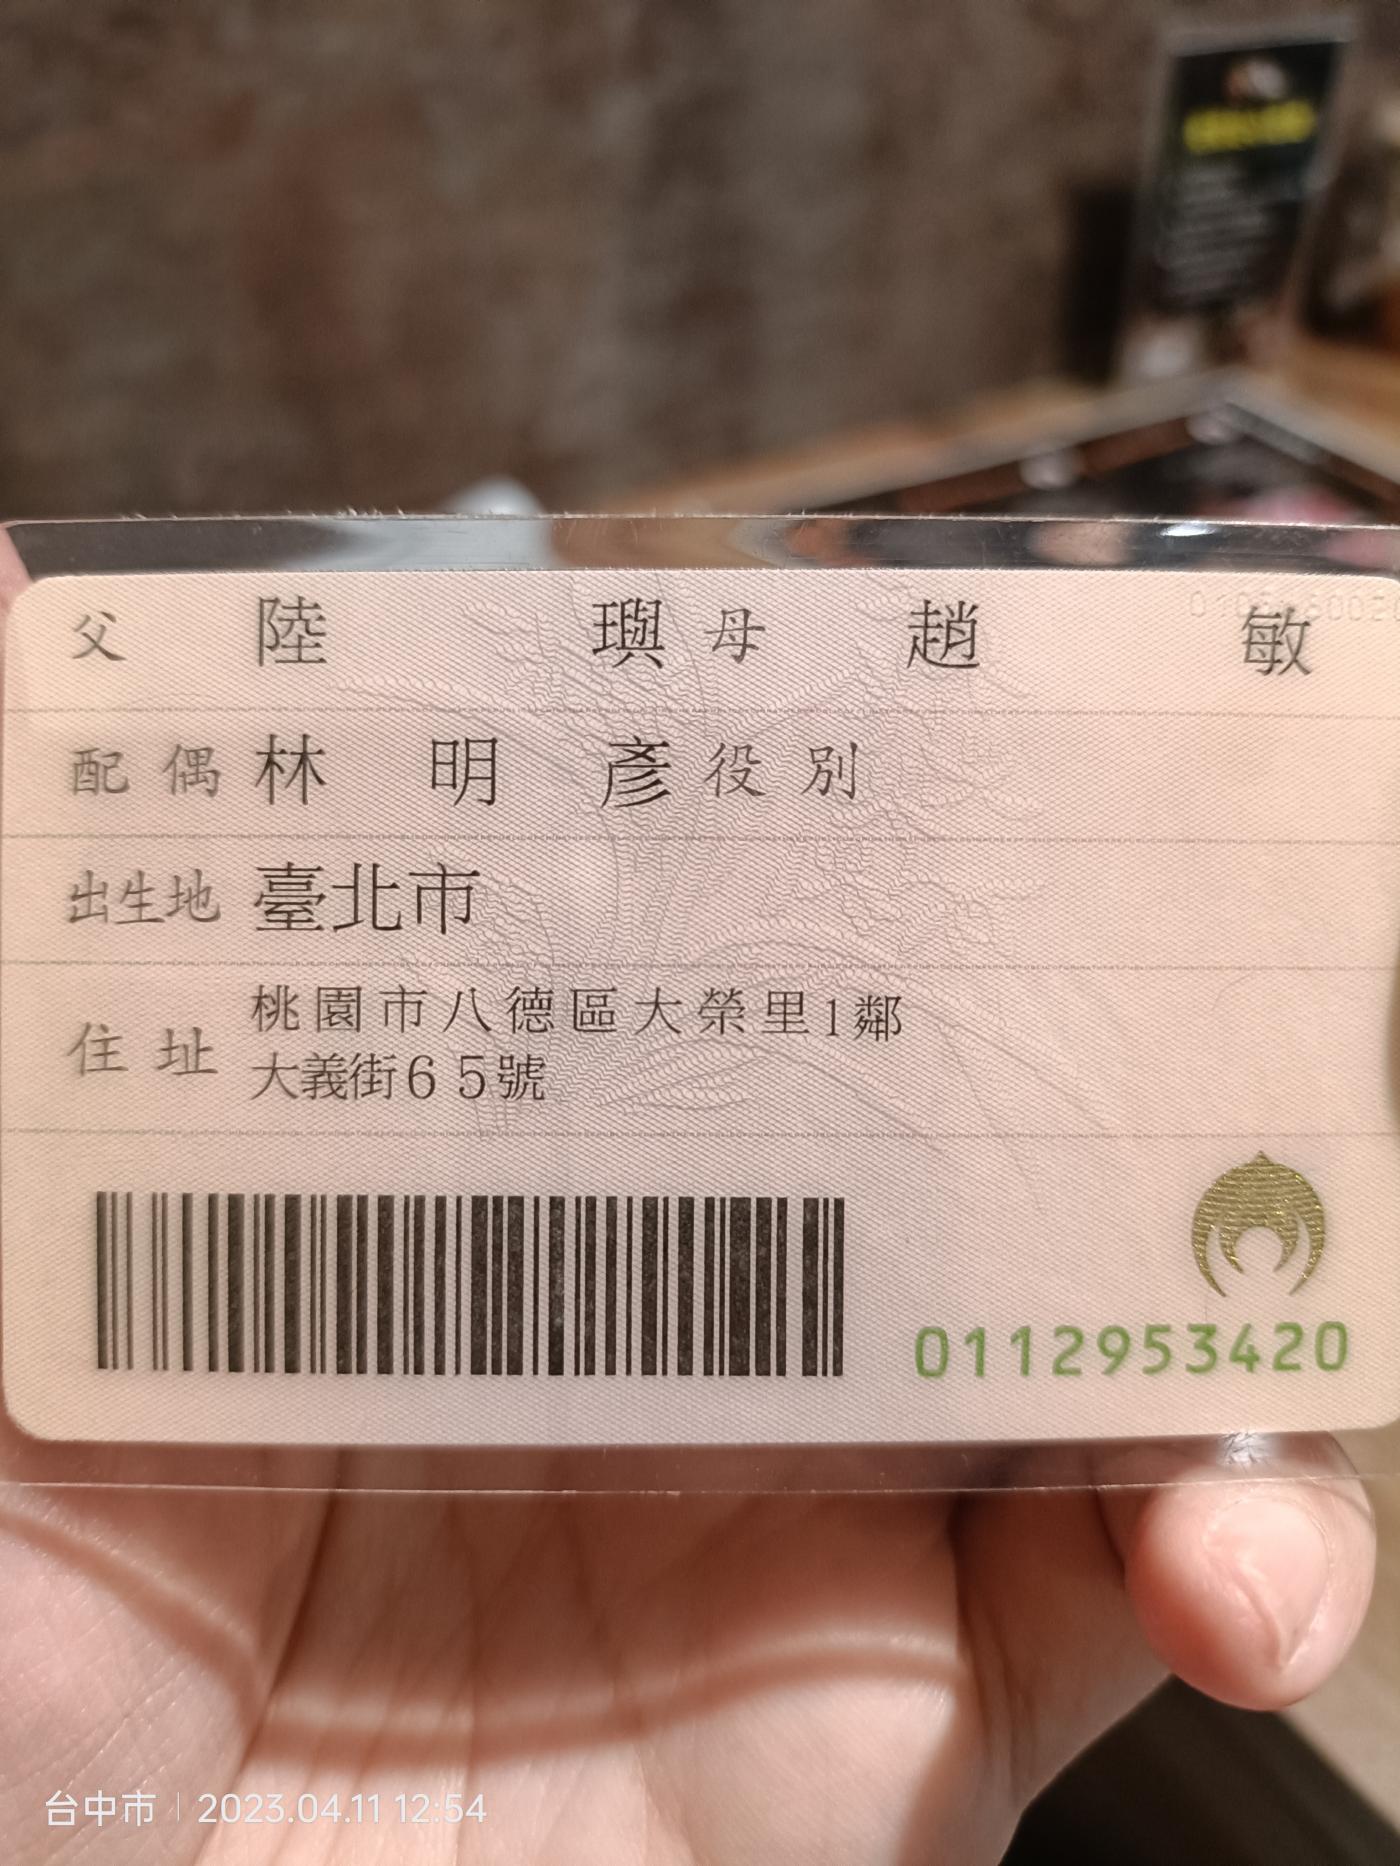 父 陸 璵 母 趙 敏
配偶 林明彥 役別
出生地 臺北市
住址 桃園市八德區大榮里1鄰
大義街65號
0112953420
台中市 | 2023.04.11 12:54